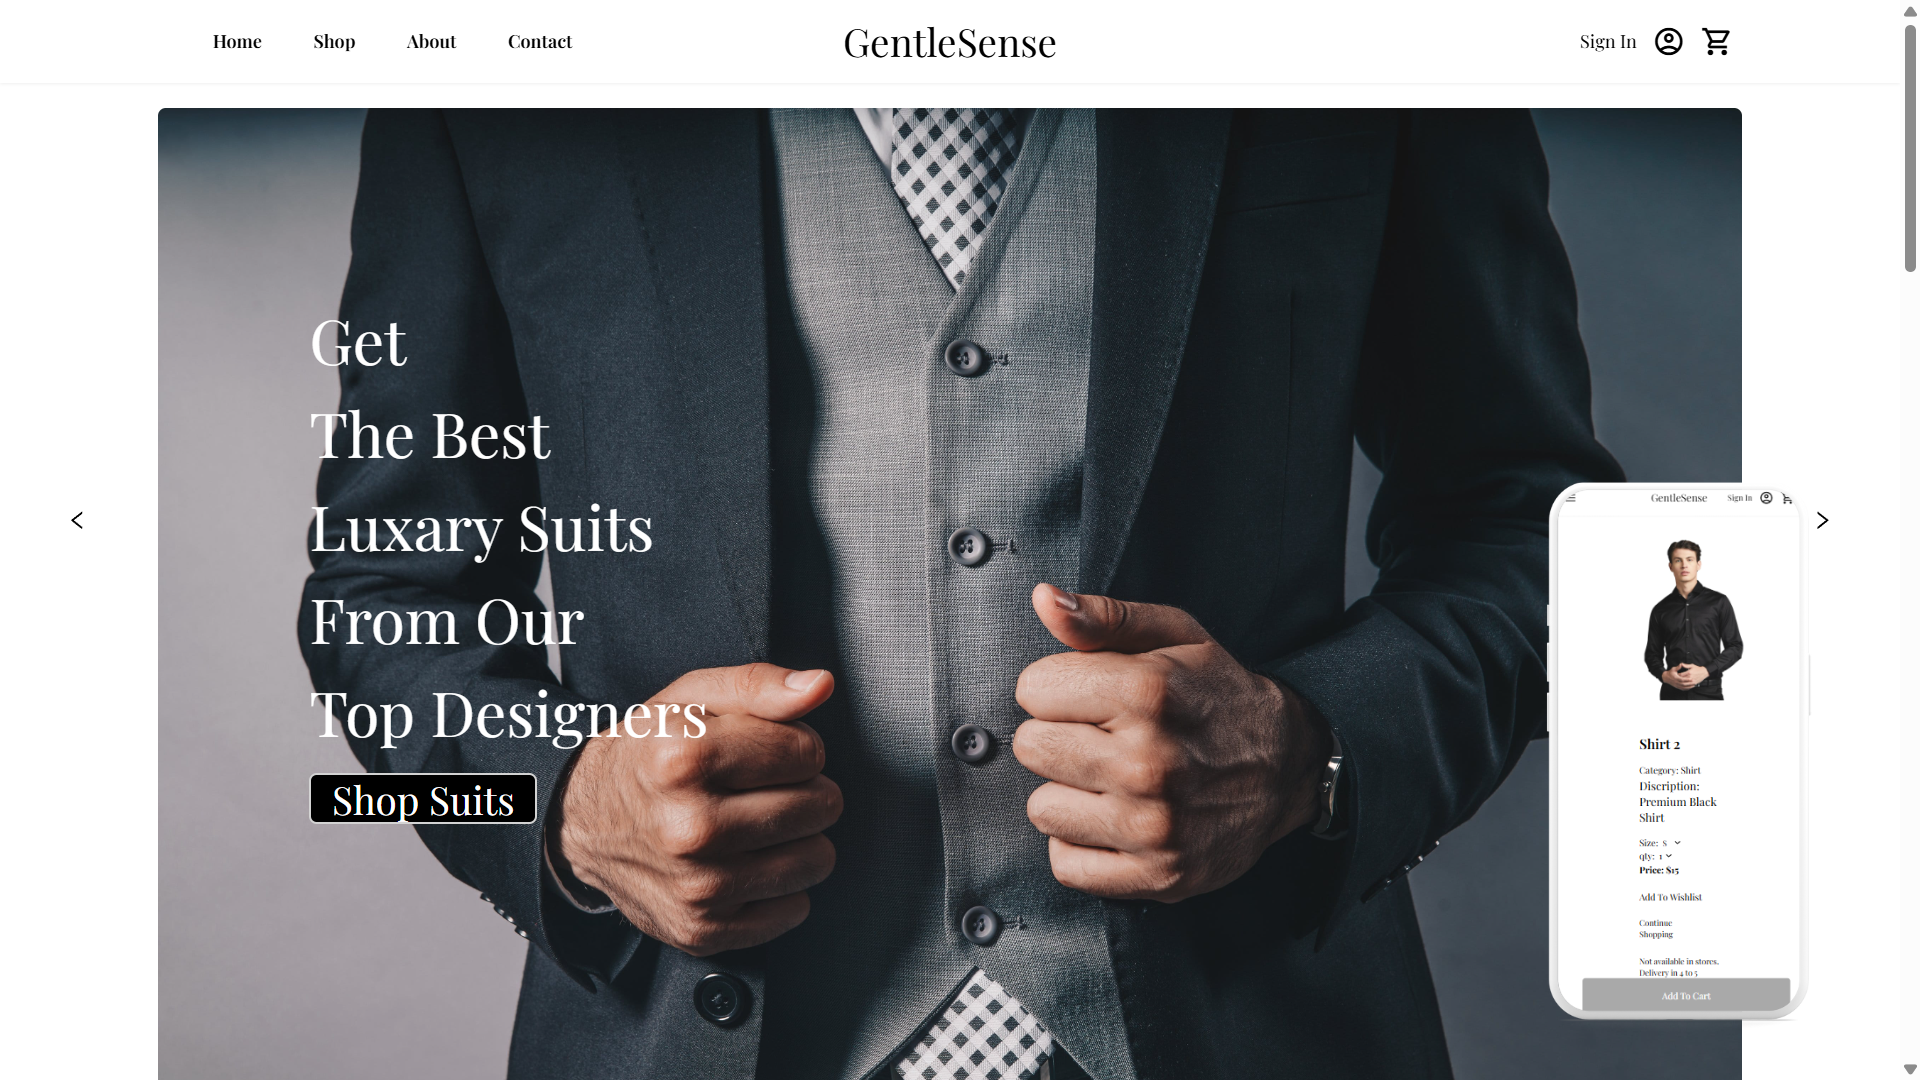 Home Shop About Contact GentleSense Sign In
Get
The Best
Luxary Suits
From Our
Top Designers
Shop Suits
GentleSense Sign In
Shirt 2
Category: Shirt
Discription:
Premium Black
Shirt
Size: S
qty: 1
Price: $15
Add To Wishlist
Continue
Shopping
Not available in stores,
Delivery in 4 to 5
Add To Cart